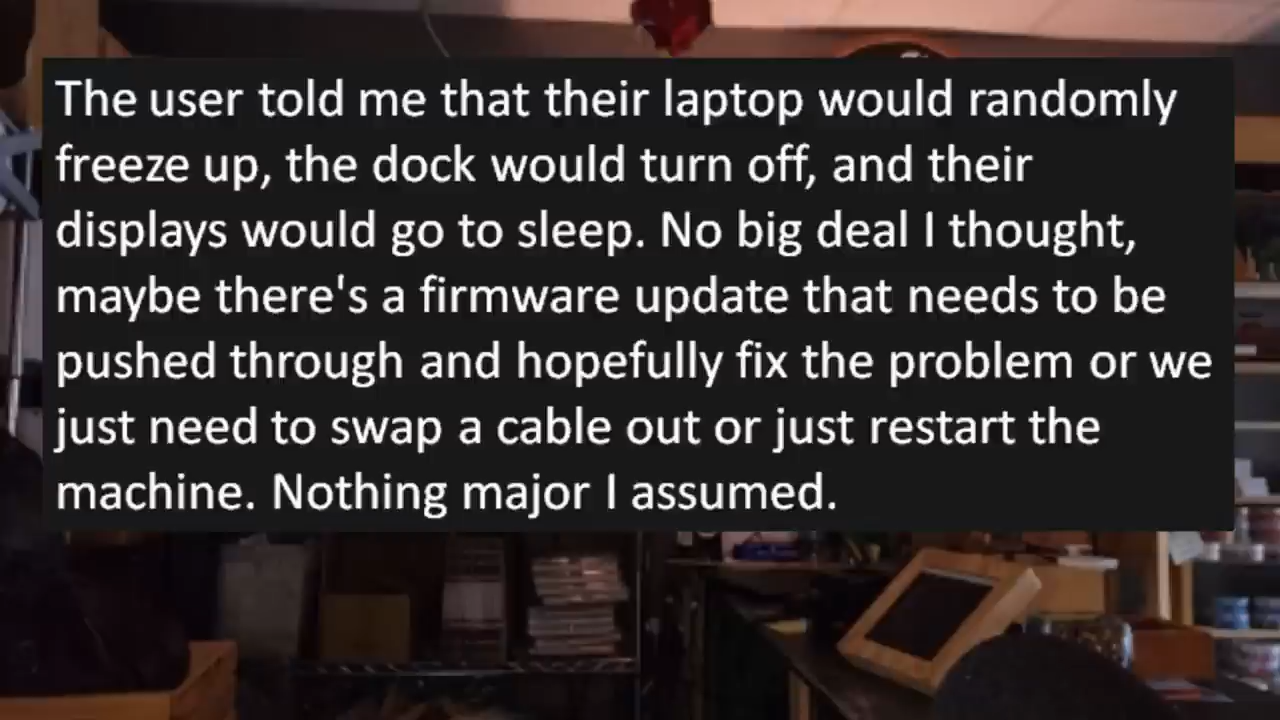 The user told me that their laptop would randomly
freeze up, the dock would turn off, and their
displays would go to sleep. No big deal I thought,
maybe there's a firmware update that needs to be
pushed through and hopefully fix the problem or we
just need to swap a cable out or just restart the
machine. Nothing major I assumed.